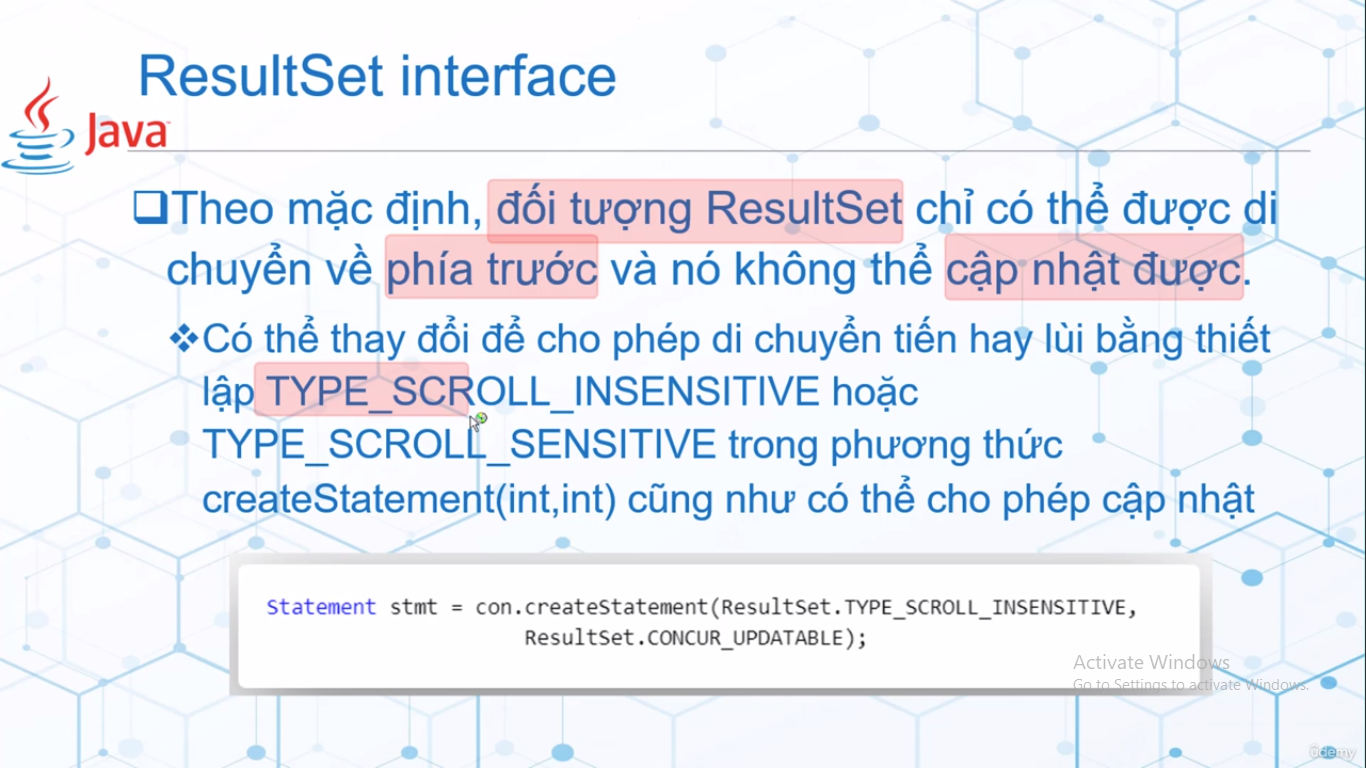 ResultSet interface
Java
❑Theo mặc định, đối tượng ResultSet chỉ có thể được di
chuyển về phía trước và nó không thể cập nhật được.
❖Có thể thay đổi để cho phép di chuyển tiến hay lùi bằng thiết
lập TYPE_SCROLL_INSENSITIVE hoặc
TYPE_SCROLL_SENSITIVE trong phương thức
createStatement(int,int) cũng như có thể cho phép cập nhật
Statement stmt = con.createStatement(ResultSet.TYPE_SCROLL_INSENSITIVE,
ResultSet.CONCUR_UPDATABLE);
Activate Windows
Go to Settings to activate Windows.
ûdemy